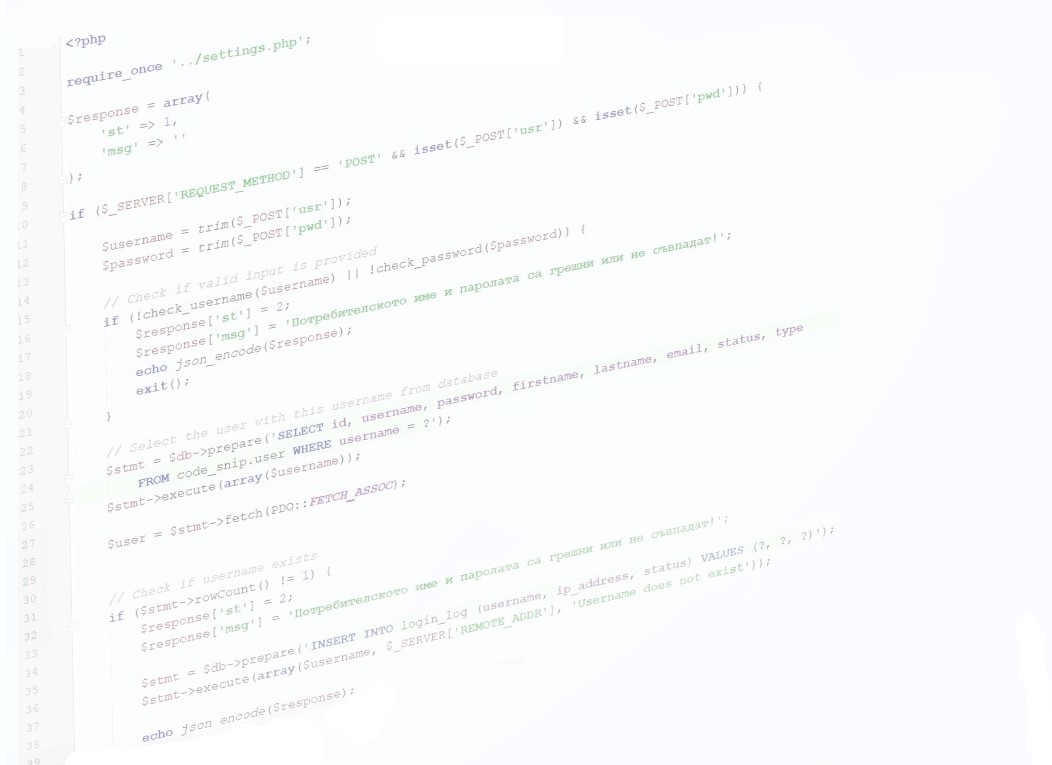 <?php
1
2 require_once '../settings.php';
3
4 $response = array(
5 'st' => 1,
6 'msg' => ''
7 );
8
9 if ($_SERVER['REQUEST_METHOD'] == 'POST' && isset($_POST['usr']) && isset($_POST['pwd'])) {
10
11 $username = trim($_POST['usr']);
12 $password = trim($_POST['pwd']);
13
14 // Check if valid input is provided
15 if (!check_username($username) || !check_password($password)) {
16 $response['st'] = 2;
17 $response['msg'] = 'Потребителското име и паролата са грешни или не съвпадат!';
18 echo json_encode($response);
19 exit();
20 }
21
22 // Select the user with this username from database
23 $stmt = $db->prepare('SELECT id, username, password, firstname, lastname, email, status, type
24 FROM code_snip.user WHERE username = ?');
25 $stmt->execute(array($username));
26
27 $user = $stmt->fetch(PDO::FETCH_ASSOC);
28
29
30 // Check if username exists
31 if ($stmt->rowCount() != 1) {
32 $response['st'] = 2;
33 $response['msg'] = 'Потребителското име и паролата са грешни или не съвпадат!';
34
35 $stmt = $db->prepare('INSERT INTO login_log (username, ip_address, status) VALUES (?, ?, ?)');
36 $stmt->execute(array($username, $_SERVER['REMOTE_ADDR'], 'Username does not exist'));
37
38 echo json_encode($response);
39